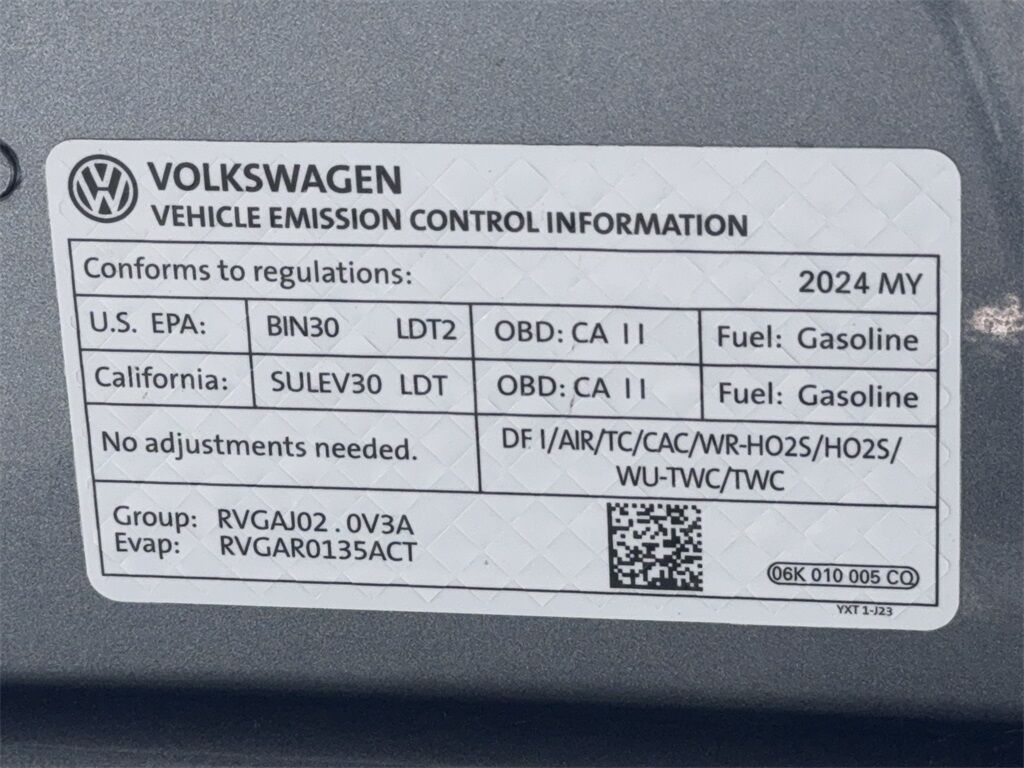 VOLKSWAGEN
VEHICLE EMISSION CONTROL INFORMATION
Conforms to regulations: 2024 MY
U.S. EPA: BIN30 LDT2 OBD: CA II Fuel: Gasoline
California: SULEV30 LDT OBD: CA II Fuel: Gasoline
No adjustments needed. DFI/AIR/TC/CAC/WR-HO2S/HO2S/
WU-TWC/TWC
Group: RVGAJ02.0V3A
Evap: RVGAR0135ACT
06K 010 005 CQ
YXT 1-J23